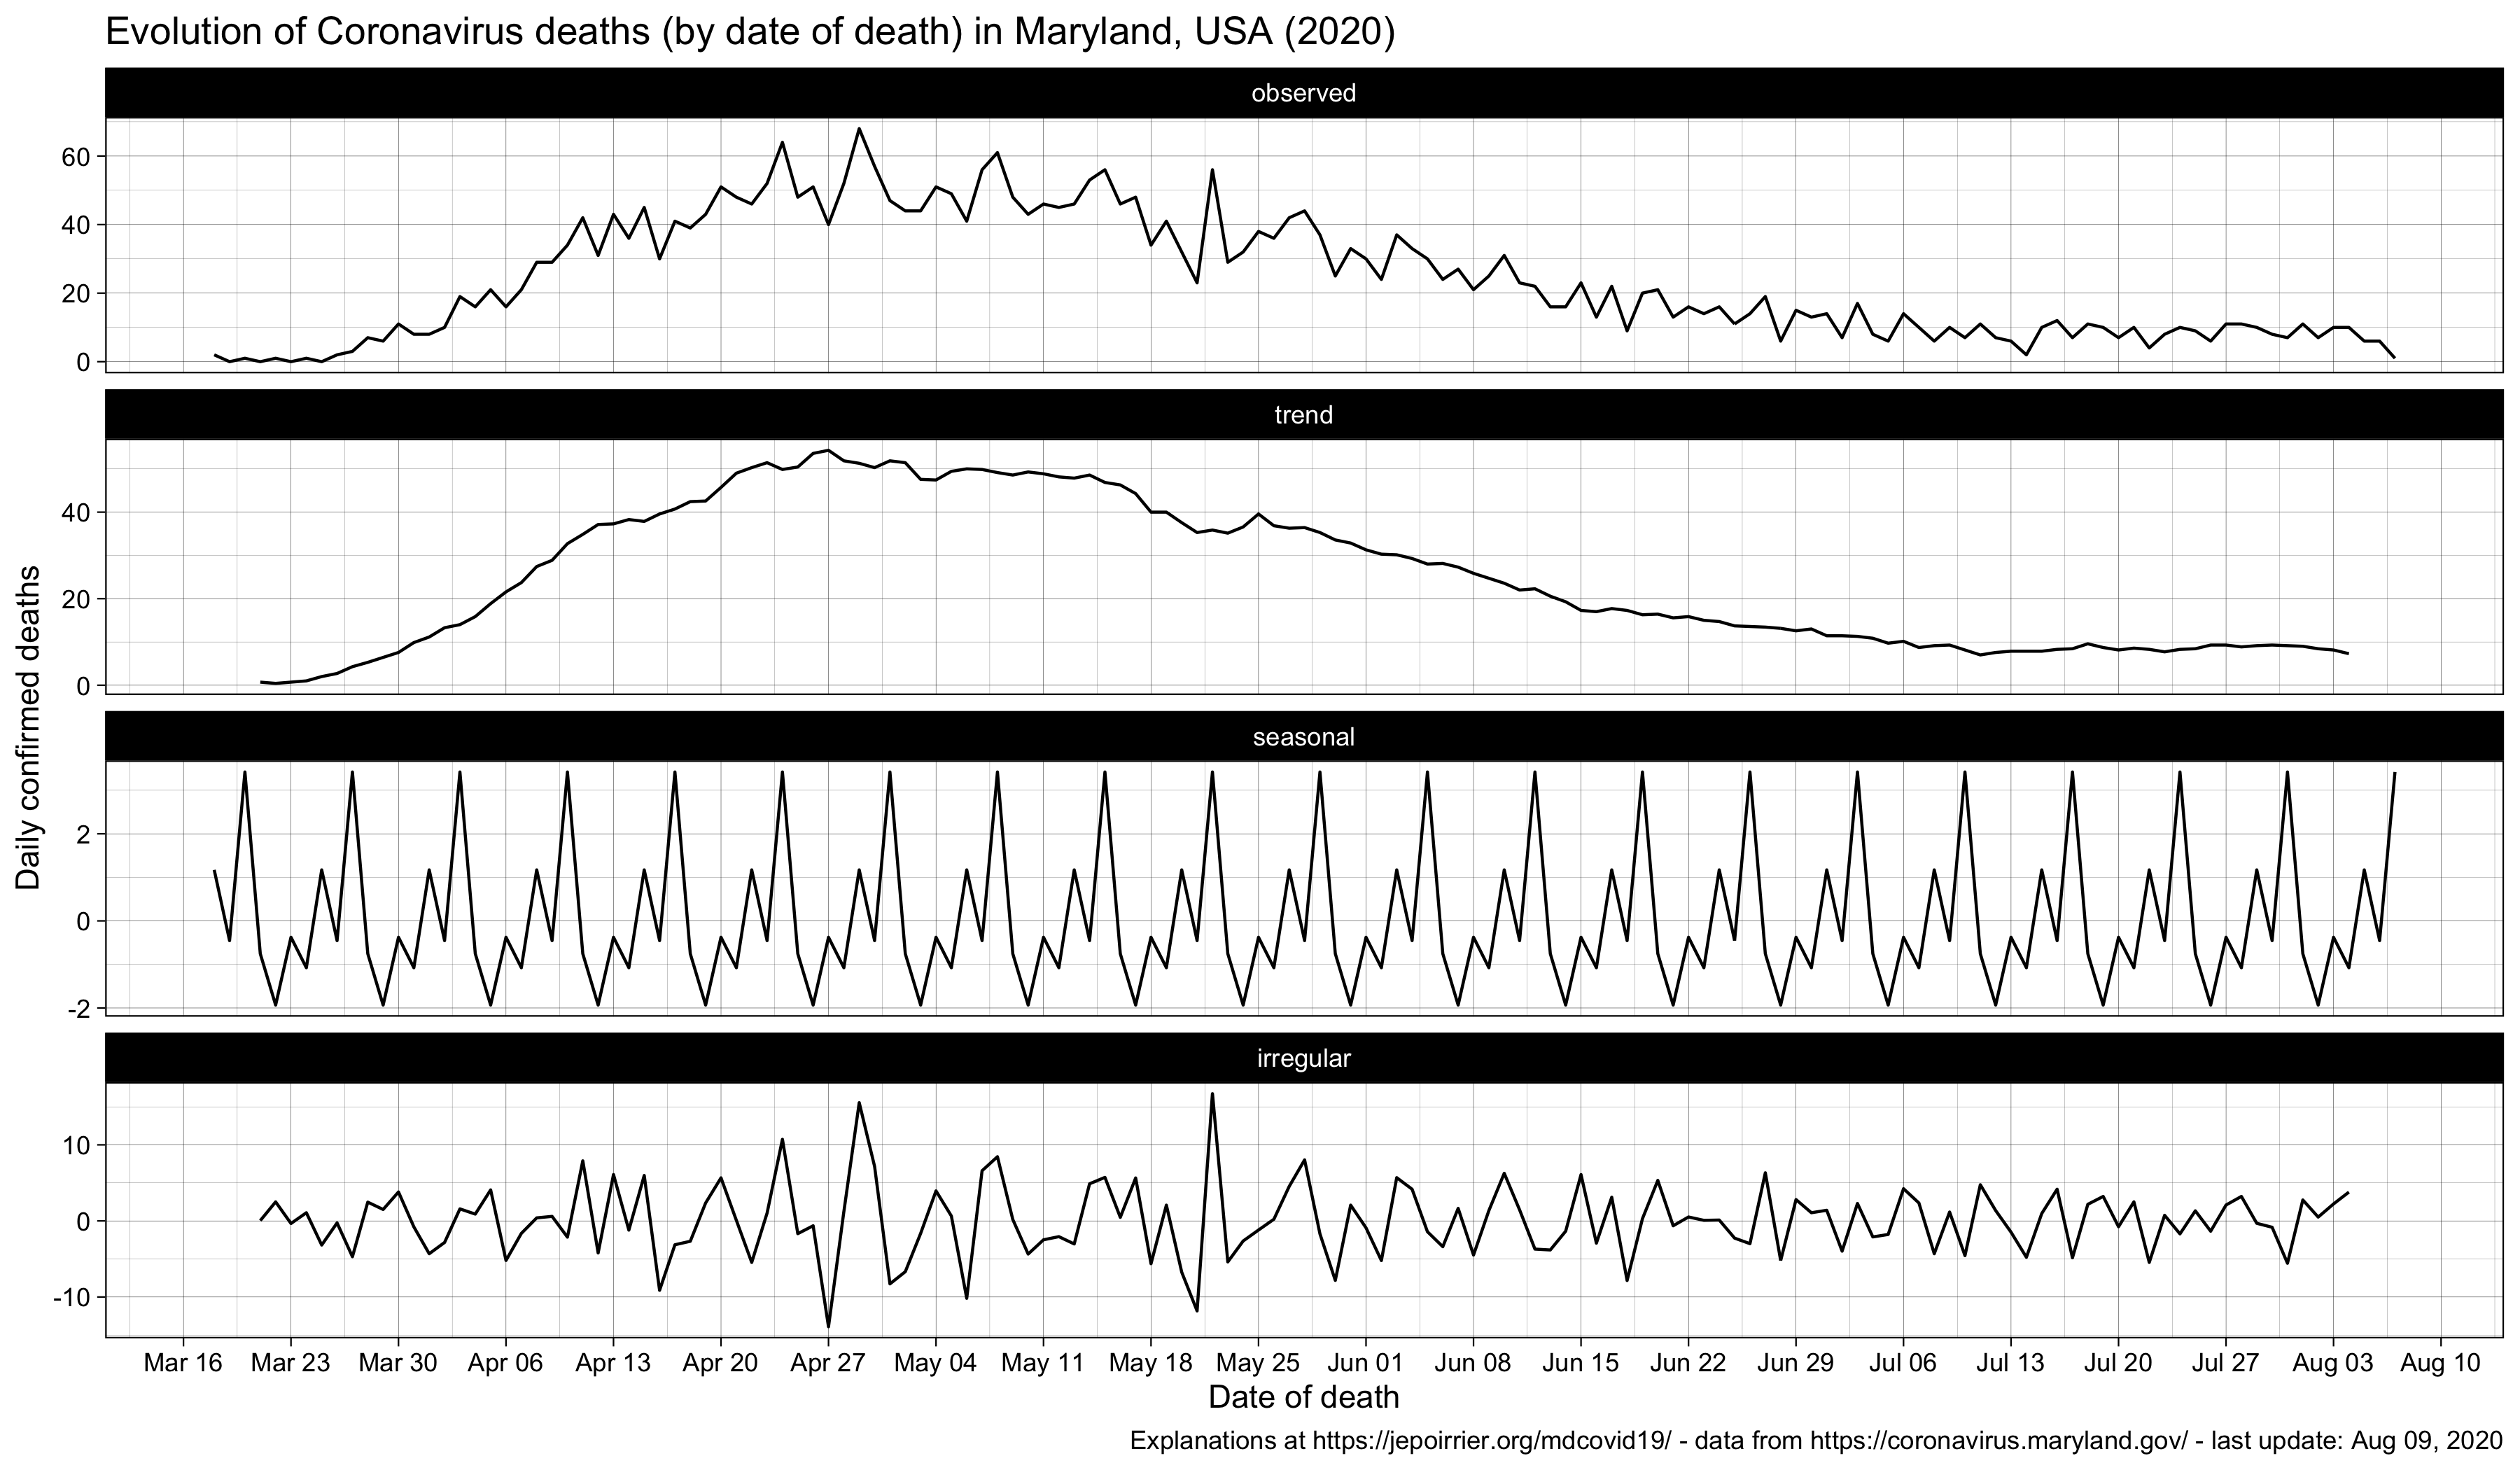 Evolution of Coronavirus deaths (by date of death) in Maryland, USA (2020)
observed
60
40
20
0
trend
40
20
0
Daily confirmed deaths
seasonal
2
0
-2
irregular
10
0
-10
Mar 16 Mar 23 Mar 30 Apr 06 Apr 13 Apr 20 Apr 27 May 04 May 11 May 18 May 25 Jun 01 Jun 08 Jun 15 Jun 22 Jun 29 Jul 06 Jul 13 Jul 20 Jul 27 Aug 03 Aug 10
Date of death
Explanations at https://jepoirrier.org/mdcovid19/ - data from https://coronavirus.maryland.gov/ - last update: Aug 09, 2020